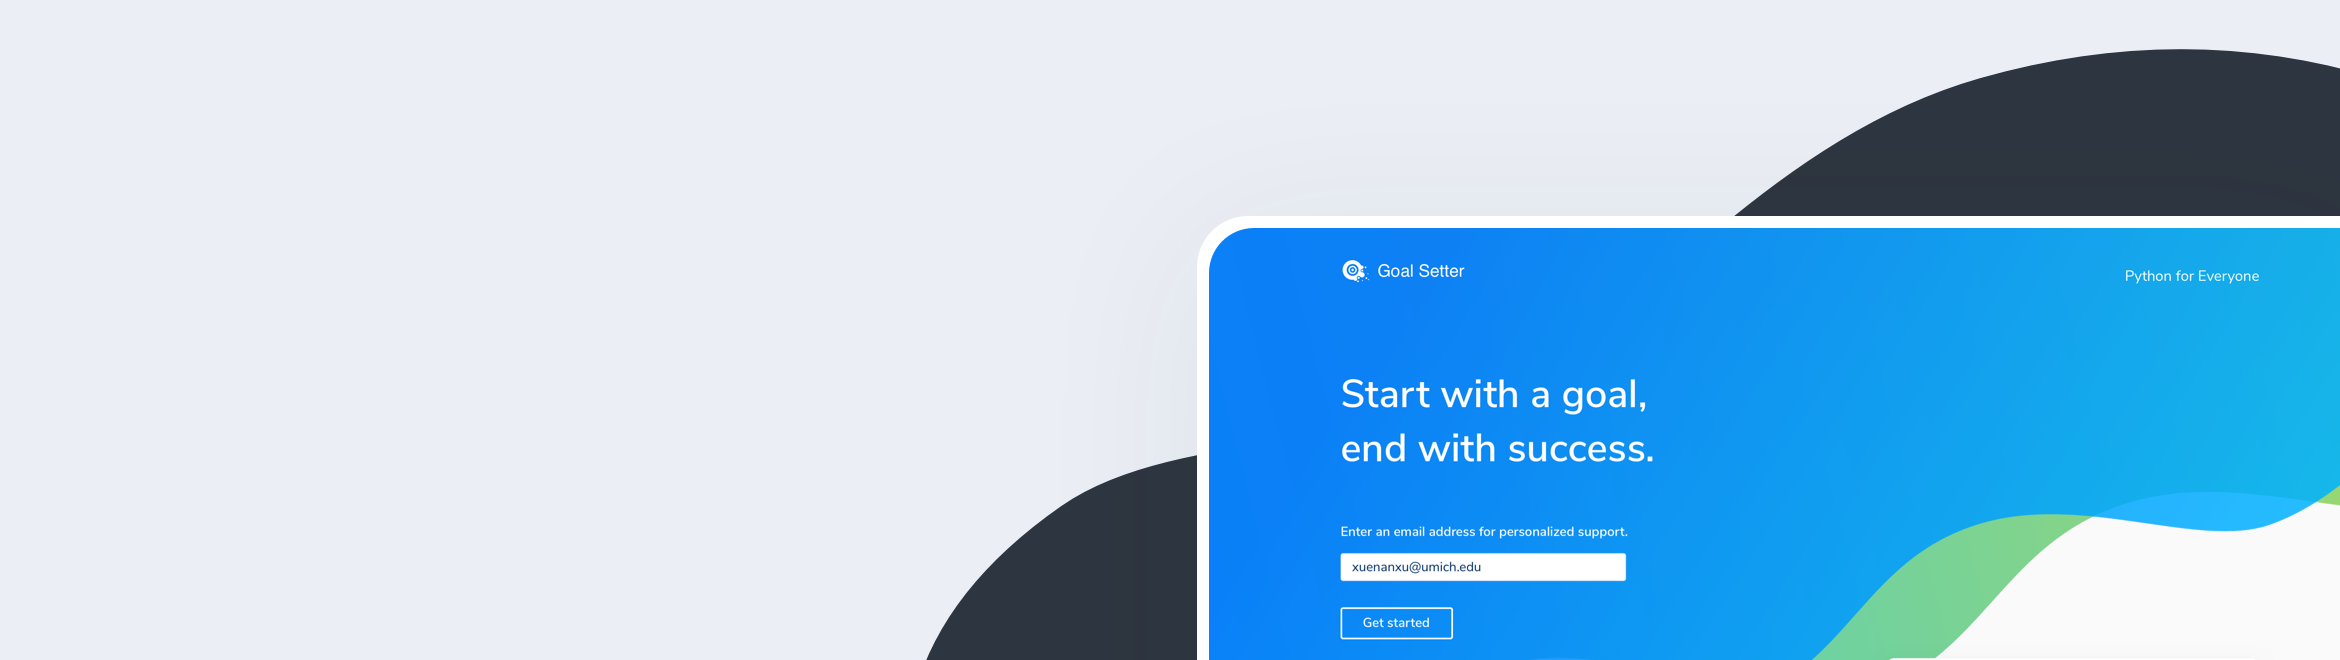 Goal Setter
Python for Everyone
Start with a goal,
end with success.
Enter an email address for personalized support.
xuenanxu@umich.edu
Get started